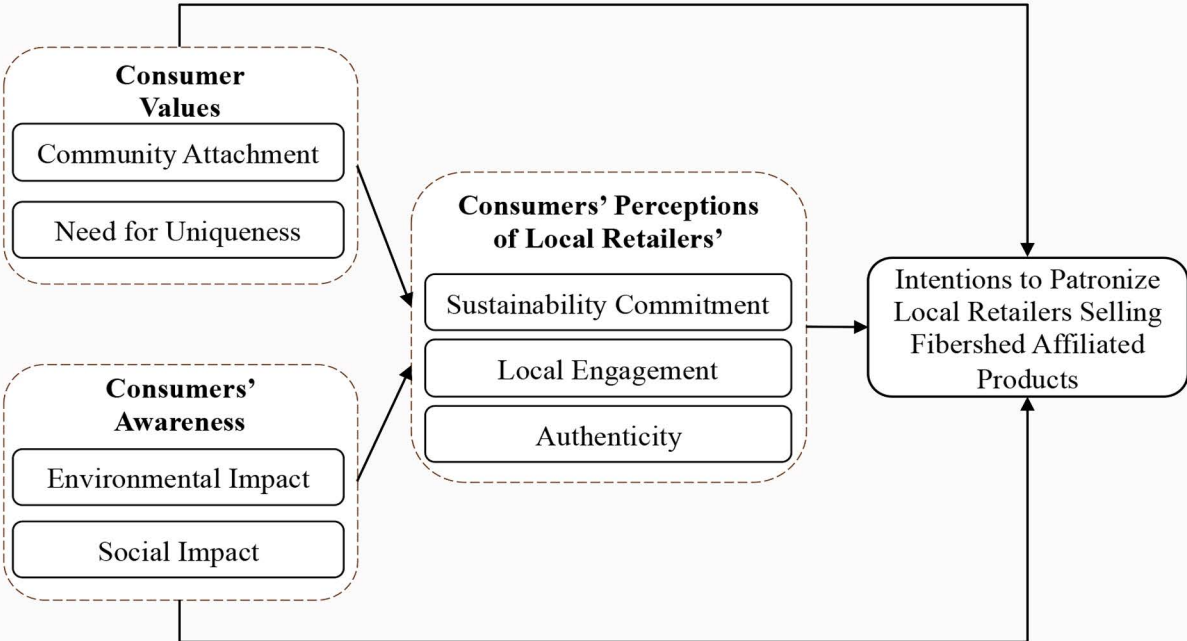 Consumer
Values
Community Attachment
Need for Uniqueness
Consumers’
Awareness
Environmental Impact
Social Impact
Consumers’ Perceptions
of Local Retailers’
Sustainability Commitment
Local Engagement
Authenticity
Intentions to Patronize
Local Retailers Selling
Fibershed Affiliated
Products